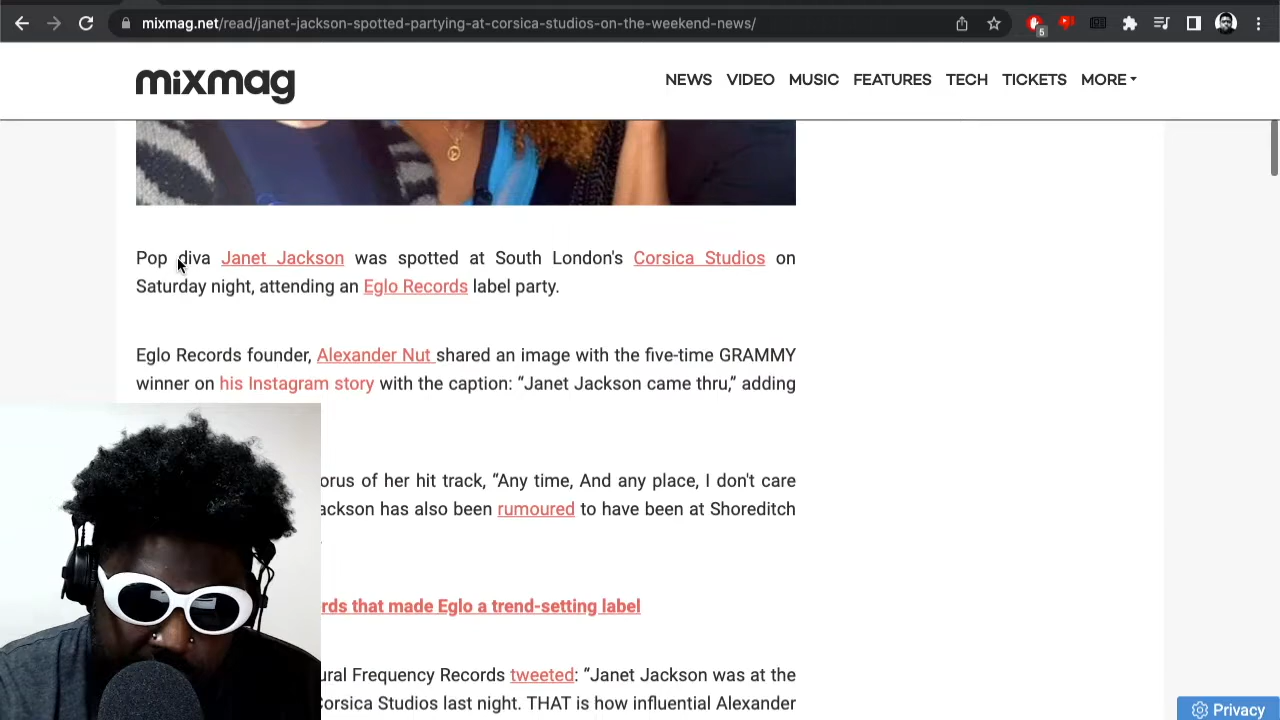 mixmag.net/read/janet-jackson-spotted-partying-at-corsica-studios-on-the-weekend-news/
5
mixmag
NEWS VIDEO MUSIC FEATURES TECH TICKETS MORE
Pop diva Janet Jackson was spotted at South London's Corsica Studios on
Saturday night, attending an Eglo Records label party.
Eglo Records founder, Alexander Nut shared an image with the five-time GRAMMY
winner on his Instagram story with the caption: “Janet Jackson came thru,” adding
orus of her hit track, “Any time, And any place, I don't care
ackson has also been rumoured to have been at Shoreditch
rds that made Eglo a trend-setting label
ural Frequency Records tweeted: “Janet Jackson was at the
Corsica Studios last night. THAT is how influential Alexander
Privacy